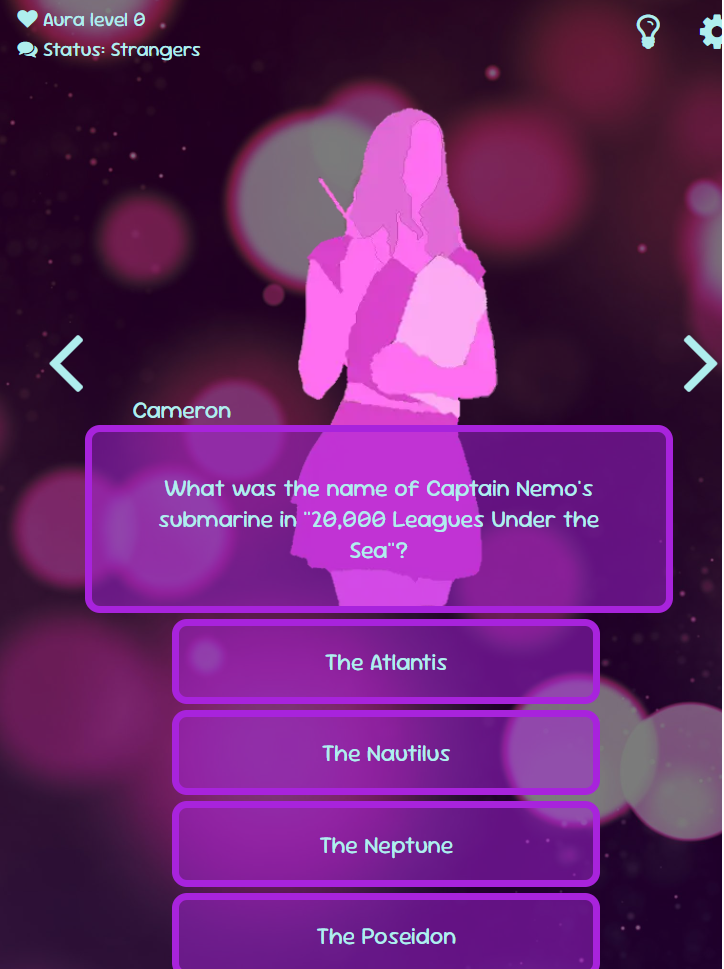 Aura level 0
Status: Strangers
Cameron
What was the name of Captain Nemo's
submarine in "20,000 Leagues Under the
Sea"?
The Atlantis
The Nautilus
The Neptune
The Poseidon